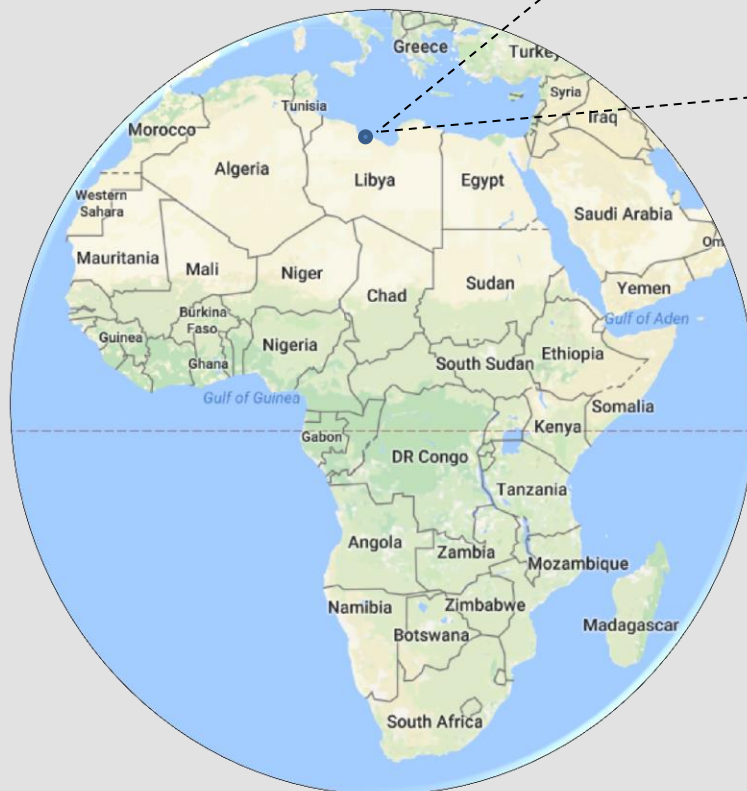 Greece
Turkey
Syria
Tunisia
Iraq
Morocco
Algeria
Libya
Egypt
Western
Sahara
Saudi Arabia
Om
Mauritania
Mali
Niger
Chad
Sudan
Yemen
Burkina
Faso
Gulf of Aden
Guinea
Nigeria
Ethiopia
Ghana
South Sudan
Gulf of Guinea
Somalia
Kenya
Gabon
DR Congo
Tanzania
Angola
Zambia
Mozambique
Namibia
Zimbabwe
Madagascar
Botswana
South Africa